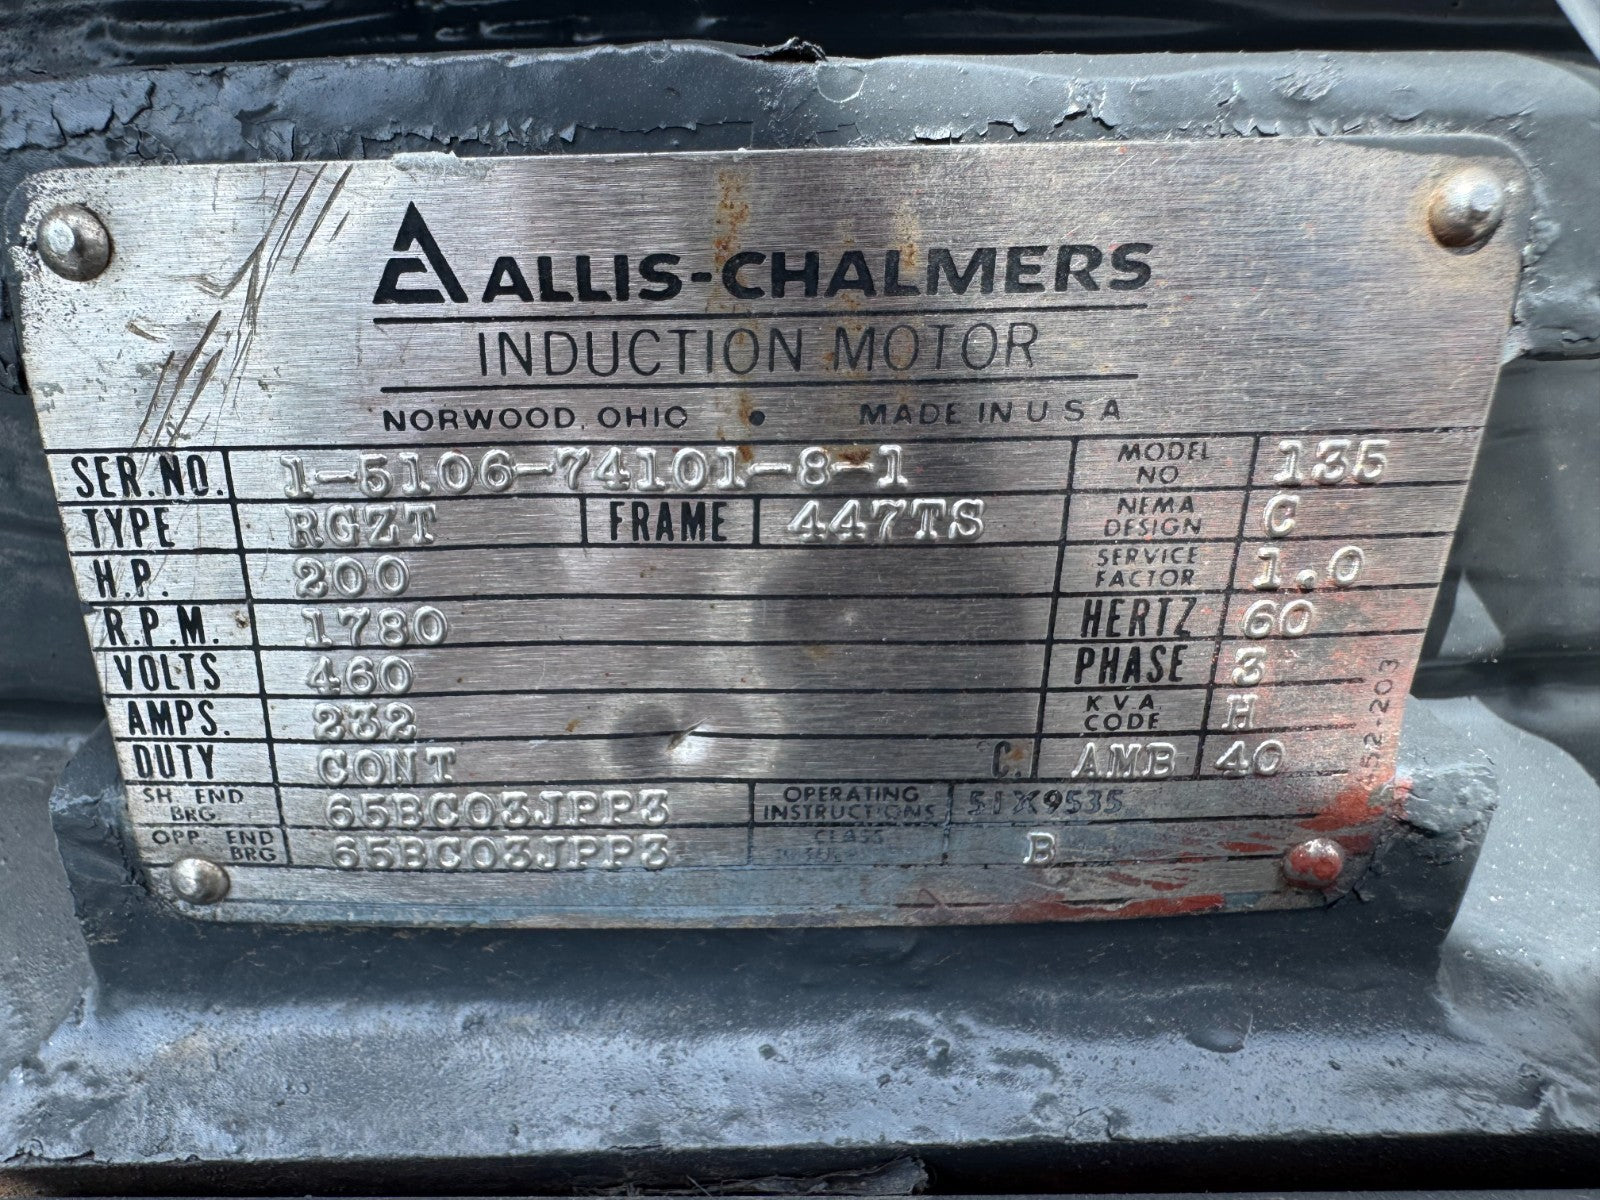 ALLIS-CHALMERS
INDUCTION MOTOR
NORWOOD, OHIO • MADE IN U S A
SER. NO. 1-5106-74101-8-1 MODEL NO 135
TYPE RGZT FRAME 447TS NEMA DESIGN C
H.P. 200 SERVICE FACTOR 1.0
R.P.M. 1780 HERTZ 60
VOLTS 460 PHASE 3
AMPS. 232 KVA CODE H
DUTY CONT C. AMB 40
SH END BRG. 65BC03JPP3 OPERATING INSTRUCTIONS 51X9535
OPP. END BRG 65BC03JPP3 CLASS B
452-203